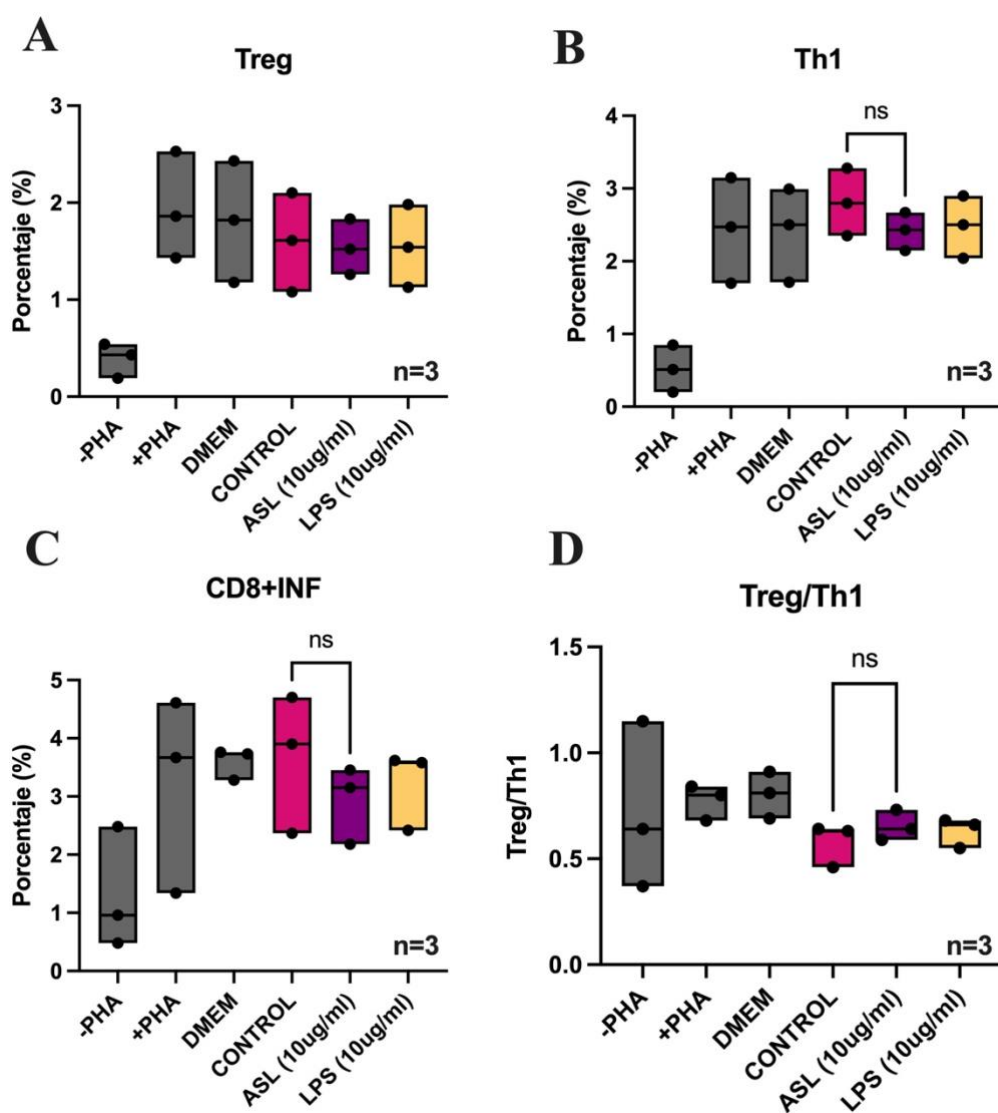 A
Treg
Porcentaje (%)
3
2
1
0
n=3
-PHA
+PHA
DMEM
CONTROL
ASL (10ug/ml)
LPS (10ug/ml)
B
Th1
ns
Porcentaje (%)
4
3
2
1
0
n=3
-PHA
+PHA
DMEM
CONTROL
ASL (10ug/ml)
LPS (10ug/ml)
C
CD8+INF
ns
Porcentaje (%)
5
4
3
2
1
0
n=3
-PHA
+PHA
DMEM
CONTROL
ASL (10ug/ml)
LPS (10ug/ml)
D
Treg/Th1
ns
Treg/Th1
1.5
1.0
0.5
0.0
n=3
-PHA
+PHA
DMEM
CONTROL
ASL (10ug/ml)
LPS (10ug/ml)